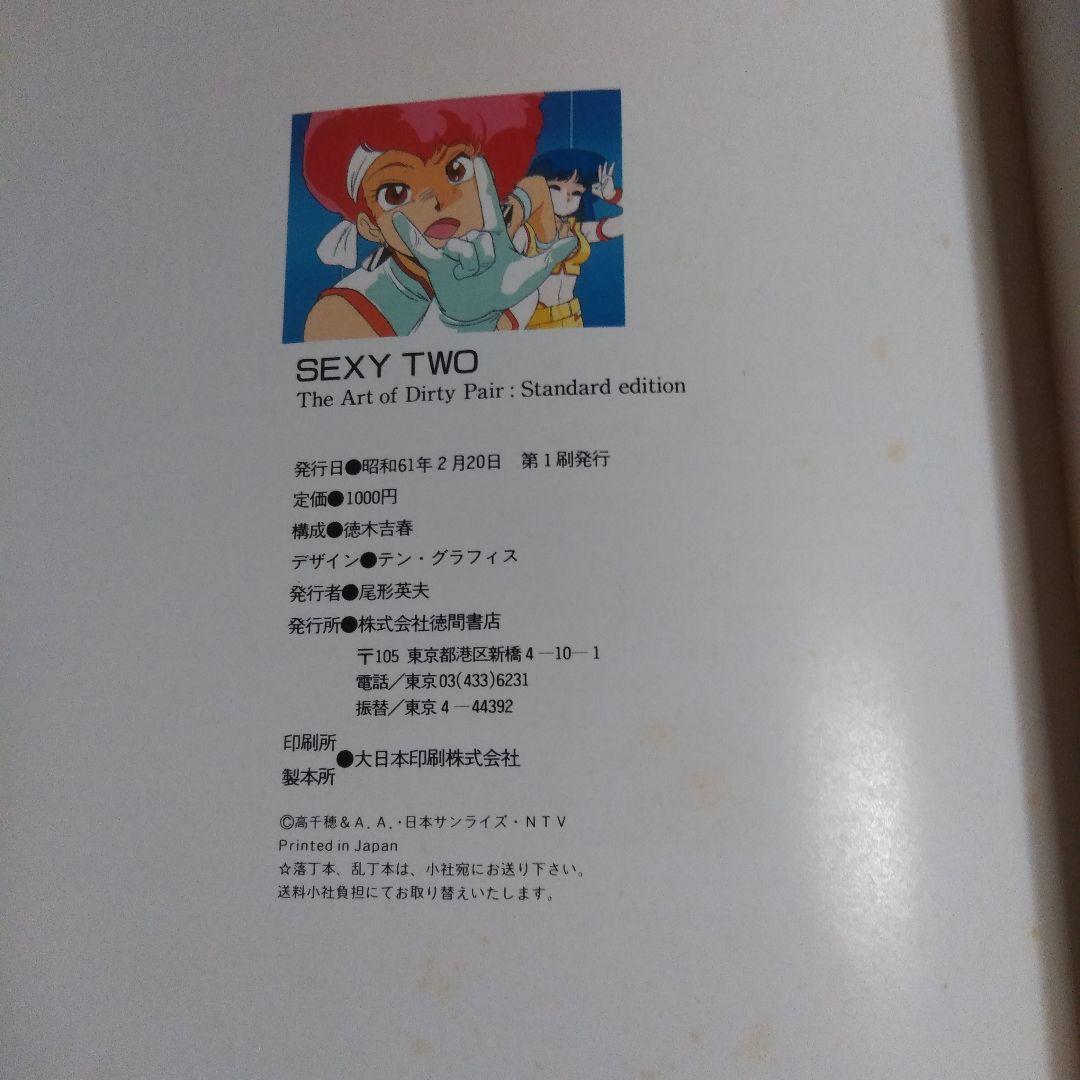 SEXY TWO
The Art of Dirty Pair : Standard edition
発行日●昭和61年2月20日　第1刷発行
定価●1000円
構成●徳木吉春
デザイン●テン・グラフィス
発行者●尾形英夫
発行所●株式会社徳間書店
〒105 東京都港区新橋4―10―1
電話／東京03(433)6231
振替／東京4―44392
印刷所
製本所●大日本印刷株式会社
©高千穂＆A.A.・日本サンライズ・NTV
Printed in Japan
☆落丁本、乱丁本は、小社宛にお送り下さい。
送料小社負担にてお取り替えいたします。